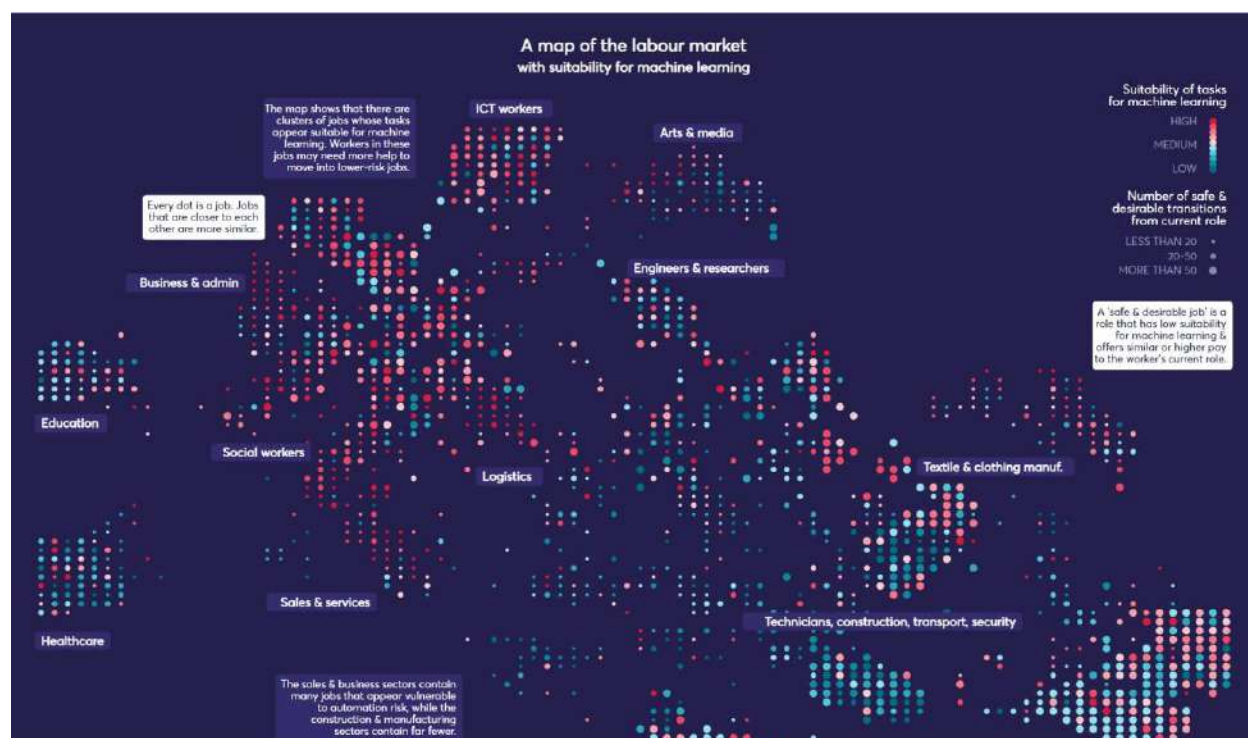 A map of the labour market
with suitability for machine learning
The map shows that there are
clusters of jobs whose tasks
appear suitable for machine
learning. Workers in these
jobs may need more help to
move into lower-risk jobs.
ICT workers
Arts & media
Suitability of tasks
for machine learning
HIGH
MEDIUM
LOW
Every dot is a job. Jobs
that are closer to each
other are more similar.
Number of safe &
desirable transitions
from current role
LESS THAN 20
20-50
MORE THAN 50
Business & admin
Engineers & researchers
A 'safe & desirable job' is a
role that has low suitability
for machine learning &
offers similar or higher pay
to the worker's current role.
Education
Social workers
Logistics
Textile & clothing manuf.
Sales & services
Healthcare
Technicians, construction, transport, security
The sales & business sectors contain
many jobs that appear vulnerable
to automation risk, while the
construction & manufacturing
sectors contain far fewer.